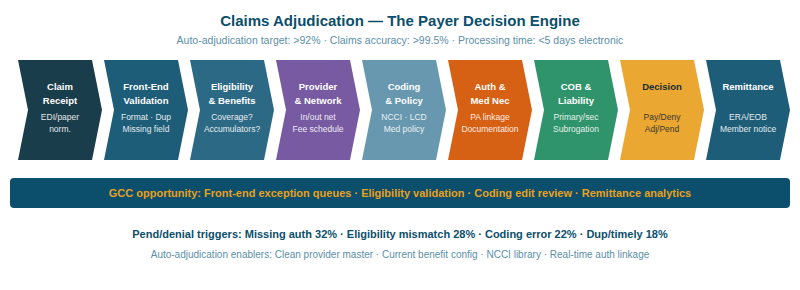 Claims Adjudication — The Payer Decision Engine
Auto-adjudication target: >92% · Claims accuracy: >99.5% · Processing time: <5 days electronic
Claim
Receipt
EDI/paper
norm.
Front-End
Validation
Format · Dup
Missing field
Eligibility
& Benefits
Coverage?
Accumulators?
Provider
& Network
In/out net
Fee schedule
Coding
& Policy
NCCI · LCD
Med policy
Auth &
Med Nec
PA linkage
Documentation
COB &
Liability
Primary/sec
Subrogation
Decision
Pay/Deny
Adj/Pend
Remittance
ERA/EOB
Member notice
GCC opportunity: Front-end exception queues · Eligibility validation · Coding edit review · Remittance analytics
Pend/denial triggers: Missing auth 32% · Eligibility mismatch 28% · Coding error 22% · Dup/timely 18%
Auto-adjudication enablers: Clean provider master · Current benefit config · NCCI library · Real-time auth linkage